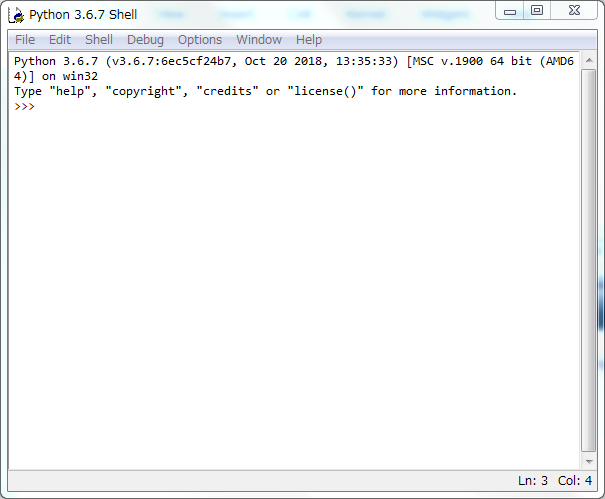 Python 3.6.7 Shell
File Edit Shell Debug Options Window Help
Python 3.6.7 (v3.6.7:6ec5cf24b7, Oct 20 2018, 13:35:33) [MSC v.1900 64 bit (AMD6
4)] on win32
Type "help", "copyright", "credits" or "license()" for more information.
>>>
Ln: 3 Col: 4